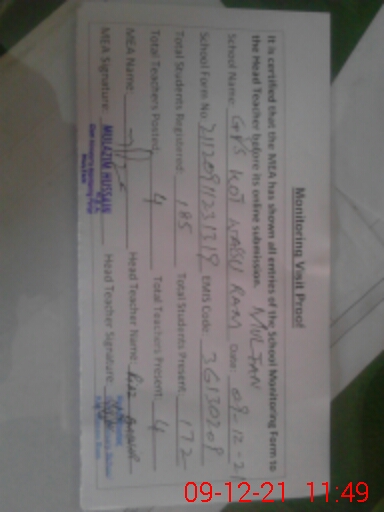 Monitoring Visit Proof
It is certified that the MEA has shown all entries of the School Monitoring Form to
the Head Teacher before its online submission. MULTAN
School Name: GPS KOT WASU RAM Date: 09-12-21
School Form No: EMIS Code: 36130208
Total Students Registered: 185 Total Students Present: 172
Total Teachers Posted: 4 Total Teachers Present: 4
MEA Name: Head Teacher Name:
MEA Signature: Head Teacher Signature:
MULAZIM HUSSAIN
09-12-21 11:49